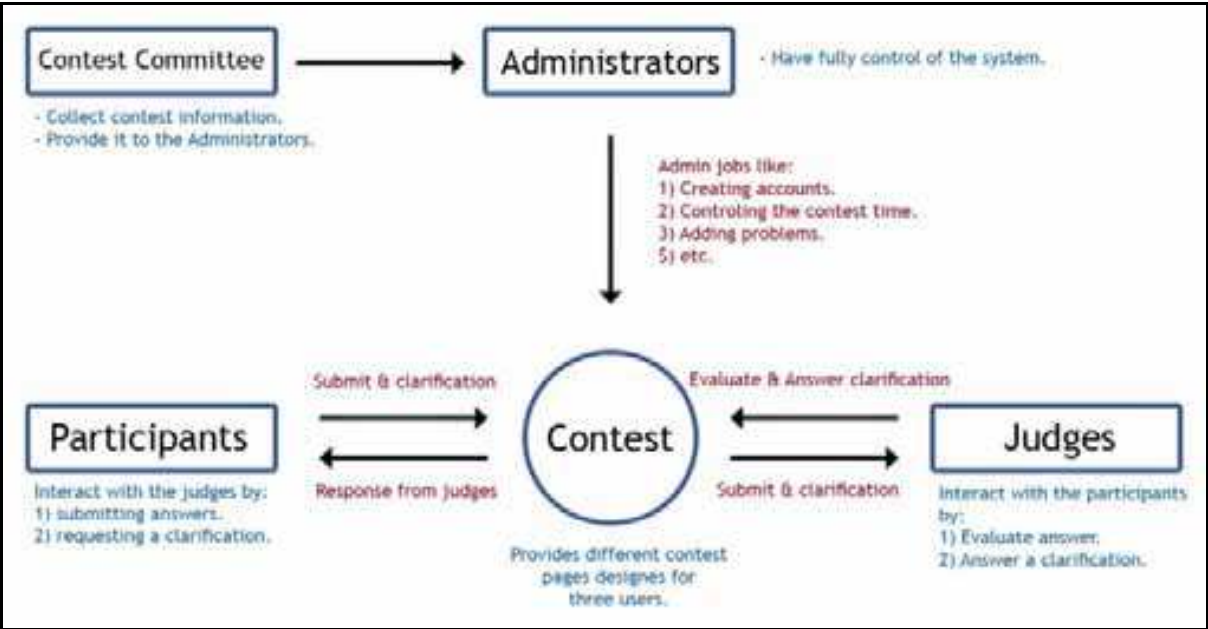 Contest Committee
Administrators
- Have fully control of the system.
- Collect contest information.
- Provide it to the Administrators.
Admin jobs like:
1) Creating accounts.
2) Controling the contest time.
3) Adding problems.
5) etc.
Submit & clarification
Evaluate & Answer clarification
Participants
Contest
Judges
Response from judges
Submit & clarification
Interact with the judges by:
1) submitting answers.
2) requesting a clarification.
Provides different contest
pages designes for
three users.
Interact with the participants
by:
1) Evaluate answer.
2) Answer a clarification.